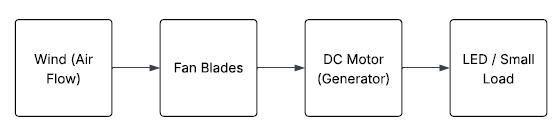 Wind (Air
Flow)
Fan Blades
DC Motor
(Generator)
LED / Small
Load